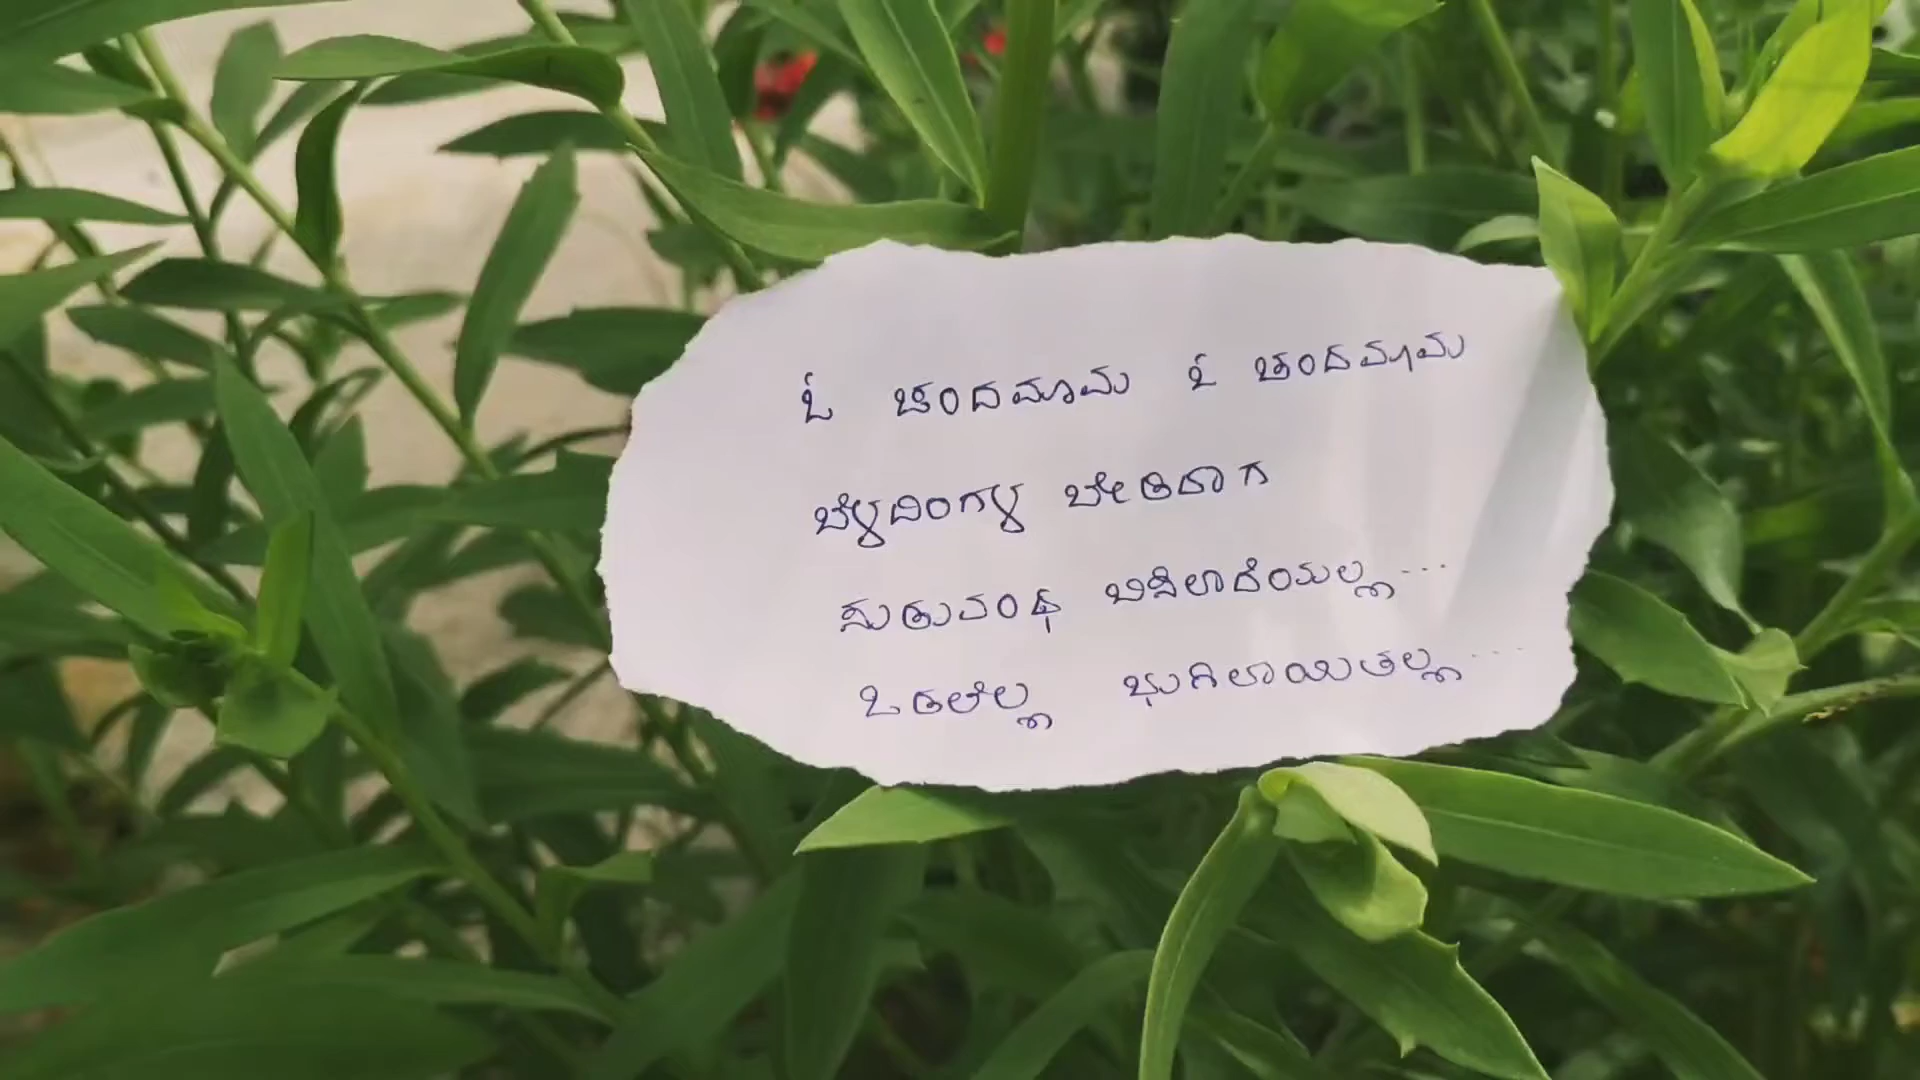 ಓ ಚಂದಮಾಮ ಓ ಚಂದಮಾಮ
ಬೆಳ್ಳದಿಂಗಳ್ಳ ಬೇತಿರಾಗ
ಸುಡುವಂಥ ಬಿಸಿಲಾದೆಯಲ್ಲ...
ಒಡಲೆಲ್ಲ ಭುಗಿಲಾಯಿತಲ್ಲ....